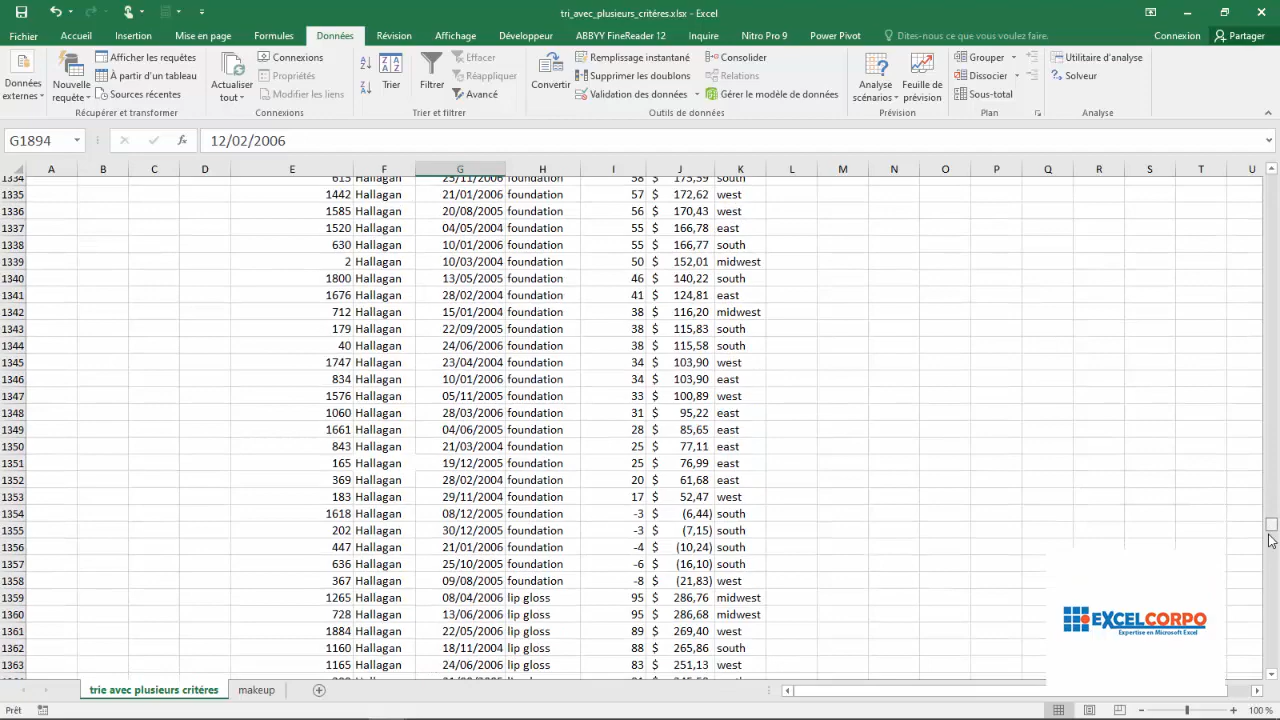 tri_avec_plusieurs_critéres.xlsx - Excel
Fichier Accueil Insertion Mise en page Formules Données Révision Affichage Développeur ABBYY FineReader 12 Inquire Nitro Pro 9 Power Pivot Dites-nous ce que vous voulez faire. Connexion Partager
Données externes
Nouvelle requête
Afficher les requêtes
À partir d'un tableau
Sources récentes
Récupérer et transformer
Actualiser tout
Connexions
Propriétés
Modifier les liens
Connexions
Trier
Filtrer
Effacer
Réappliquer
Avancé
Trier et filtrer
Convertir
Remplissage instantané
Supprimer les doublons
Validation des données
Consolider
Relations
Gérer le modèle de données
Outils de données
Analyse scénarios
Feuille de prévision
Prévision
Grouper
Dissocier
Sous-total
Plan
Utilitaire d'analyse
Solveur
Analyse
G1894 fx 12/02/2006
A B C D E F G H I J K L M N O P Q R S T U
1334 613 Hallagan 25/11/2006 foundation 58 $ 173,59 south
1335 1442 Hallagan 21/01/2006 foundation 57 $ 172,62 west
1336 1585 Hallagan 20/08/2005 foundation 56 $ 170,43 west
1337 1520 Hallagan 04/05/2004 foundation 55 $ 166,78 east
1338 630 Hallagan 10/01/2006 foundation 55 $ 166,77 south
1339 2 Hallagan 10/03/2004 foundation 50 $ 152,01 midwest
1340 1800 Hallagan 13/05/2005 foundation 46 $ 140,22 south
1341 1676 Hallagan 28/02/2004 foundation 41 $ 124,81 east
1342 712 Hallagan 15/01/2004 foundation 38 $ 116,20 midwest
1343 179 Hallagan 22/09/2005 foundation 38 $ 115,83 south
1344 40 Hallagan 24/06/2006 foundation 38 $ 115,58 south
1345 1747 Hallagan 23/04/2004 foundation 34 $ 103,90 west
1346 834 Hallagan 10/01/2006 foundation 34 $ 103,90 east
1347 1576 Hallagan 05/11/2005 foundation 33 $ 100,89 west
1348 1060 Hallagan 28/03/2006 foundation 31 $ 95,22 east
1349 1661 Hallagan 04/06/2005 foundation 28 $ 85,65 east
1350 843 Hallagan 21/03/2004 foundation 25 $ 77,11 east
1351 165 Hallagan 19/12/2005 foundation 25 $ 76,99 east
1352 369 Hallagan 28/02/2004 foundation 20 $ 61,68 east
1353 183 Hallagan 29/11/2004 foundation 17 $ 52,47 west
1354 1618 Hallagan 08/12/2005 foundation -3 $ (6,44) south
1355 202 Hallagan 30/12/2005 foundation -3 $ (7,15) south
1356 447 Hallagan 21/01/2006 foundation -4 $ (10,24) south
1357 636 Hallagan 25/10/2005 foundation -6 $ (16,10) south
1358 367 Hallagan 09/08/2005 foundation -8 $ (21,83) west
1359 1265 Hallagan 08/04/2006 lip gloss 95 $ 286,76 midwest
1360 728 Hallagan 13/06/2006 lip gloss 95 $ 286,68 midwest
1361 1884 Hallagan 22/05/2006 lip gloss 89 $ 269,40 west
1362 1160 Hallagan 18/11/2004 lip gloss 88 $ 265,86 south
1363 1165 Hallagan 24/06/2006 lip gloss 83 $ 251,13 west
EXCELCORPO
Expertise en Microsoft Excel
trie avec plusieurs critéres makeup
Prêt 100 %